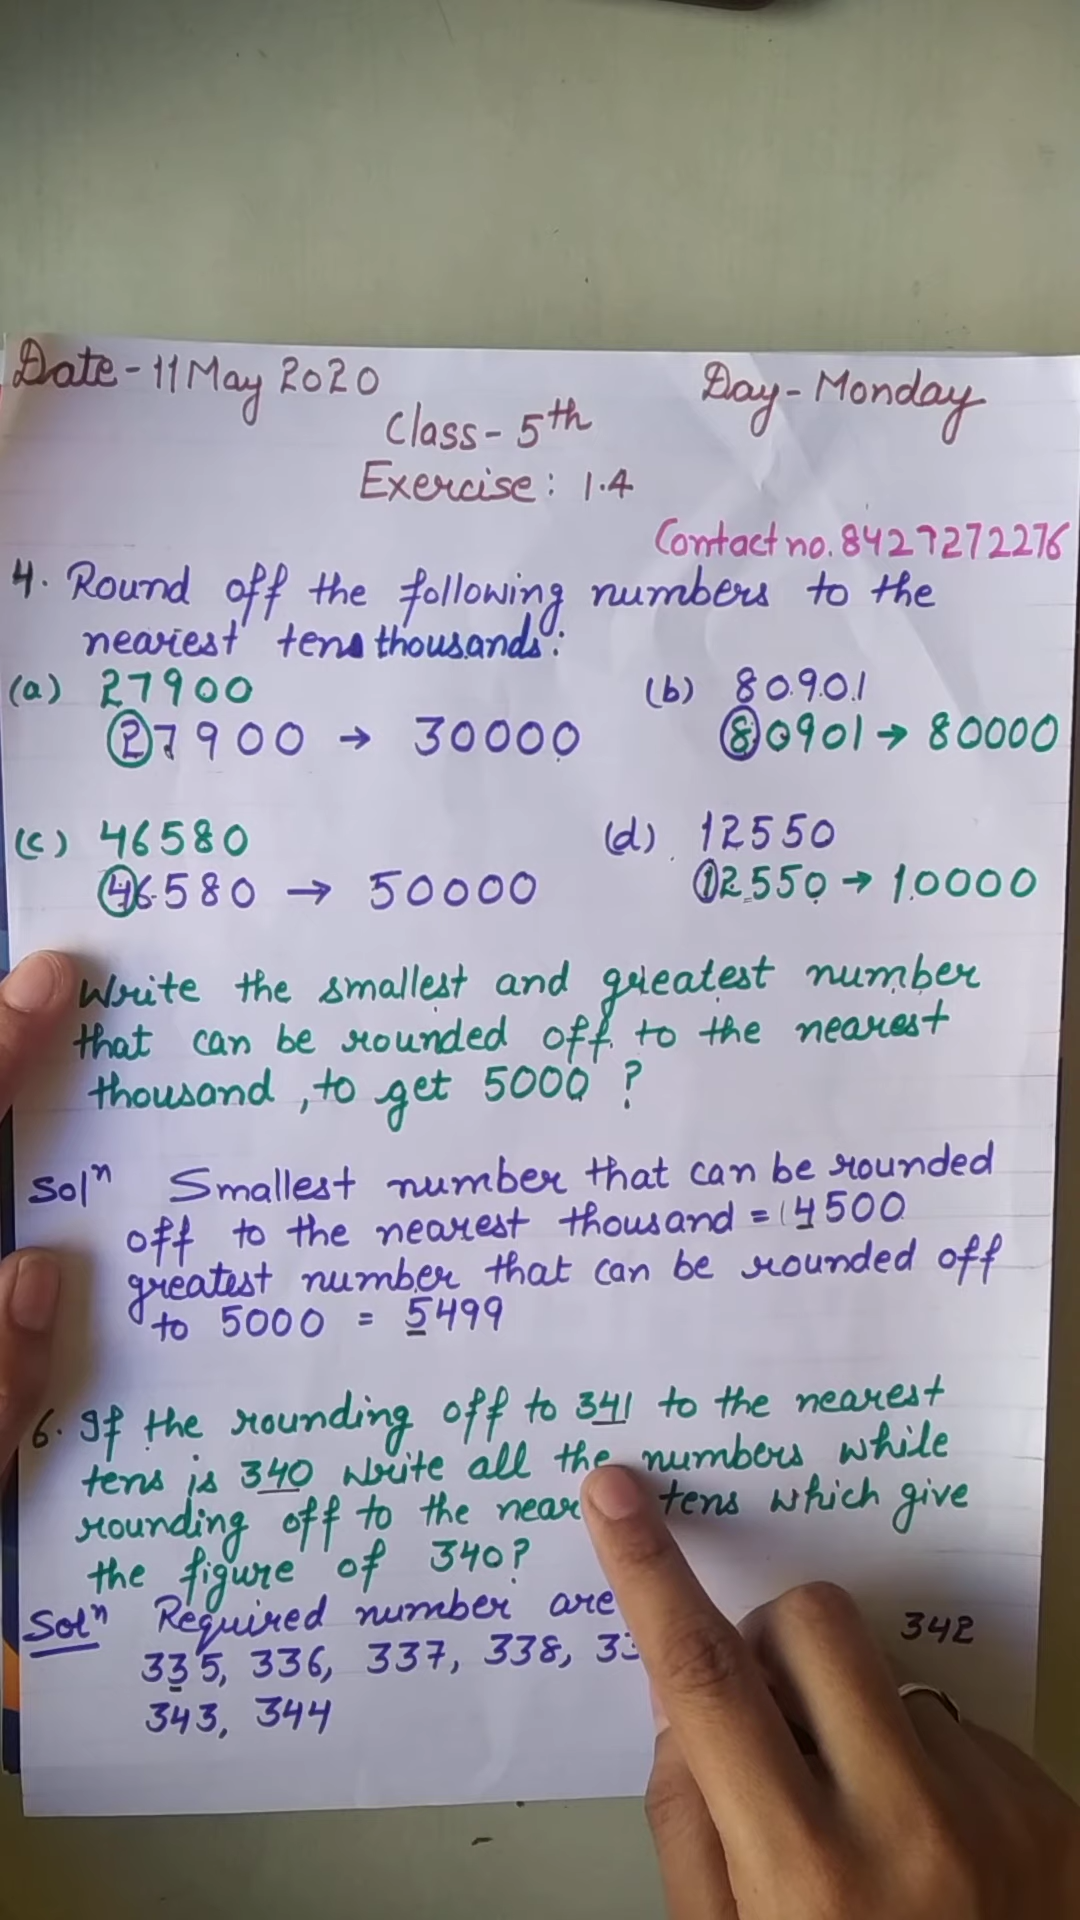 Date - 11 May 2020 Day - Monday
Class - 5th
Exercise: 1.4
Contact no. 8427272276
4. Round off the following numbers to the
nearest tens thousands:
(a) 27900 (b) 80901
27900 → 30000 80901 → 80000
(c) 46580 (d) 12550
46580 → 50000 12550 → 10000
Write the smallest and greatest number
that can be rounded off to the nearest
thousand, to get 5000 ?
Soln Smallest number that can be rounded
off to the nearest thousand = 4500
greatest number that can be rounded off
to 5000 = 5499
6. If the rounding off to 341 to the nearest
tens is 340 write all the numbers while
rounding off to the near tens which give
the figure of 340?
Soln Required number are
335, 336, 337, 338, 342
343, 344